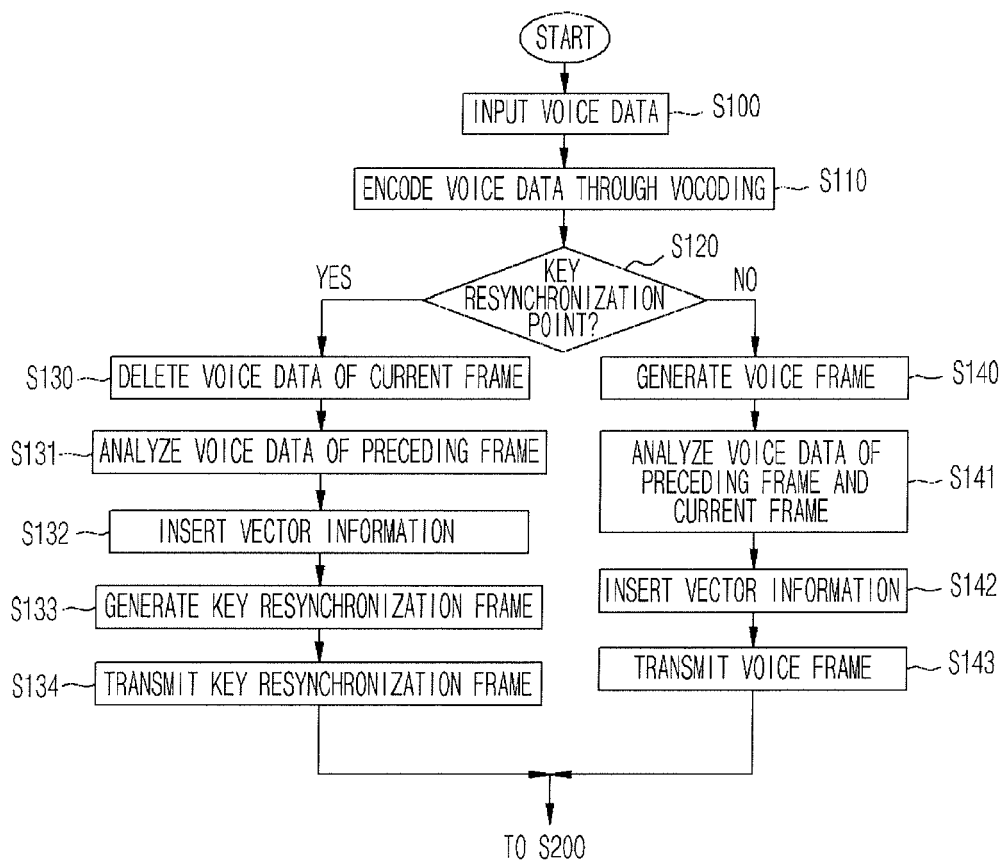 START
INPUT VOICE DATA
S100
ENCODE VOICE DATA THROUGH VOCODING
S110
S120
YES
KEY
RESYNCHRONIZATION
POINT?
NO
S130
DELETE VOICE DATA OF CURRENT FRAME
S131
ANALYZE VOICE DATA OF PRECEDING FRAME
S132
INSERT VECTOR INFORMATION
S133
GENERATE KEY RESYNCHRONIZATION FRAME
S134
TRANSMIT KEY RESYNCHRONIZATION FRAME
GENERATE VOICE FRAME
S140
ANALYZE VOICE DATA OF
PRECEDING FRAME AND
CURRENT FRAME
S141
INSERT VECTOR INFORMATION
S142
TRANSMIT VOICE FRAME
S143
TO S200